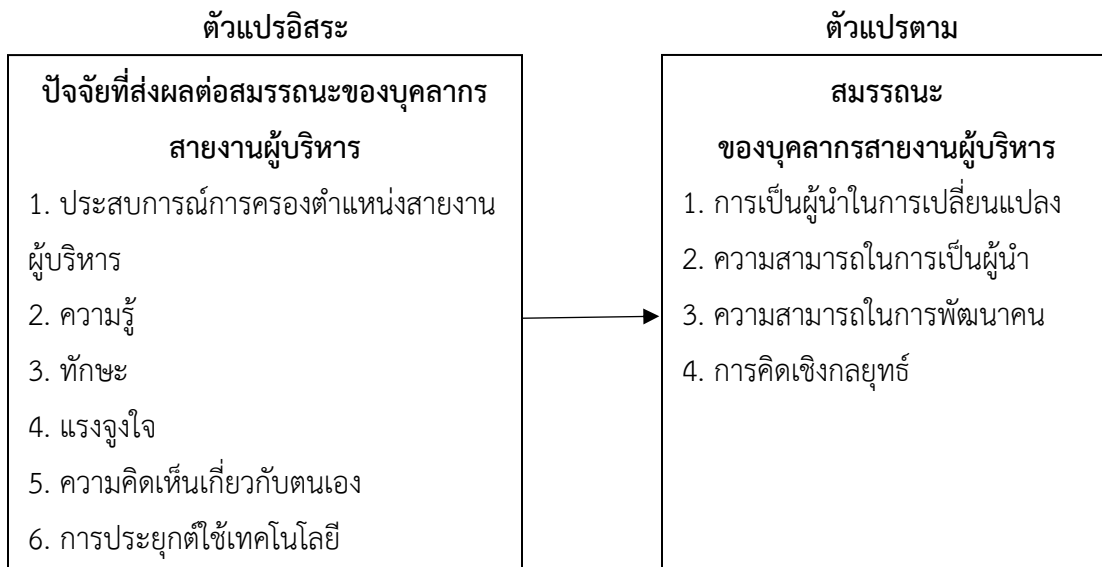 ตัวแปรอิสระ
ปัจจัยที่ส่งผลต่อสมรรถนะของบุคลากร
สายงานผู้บริหาร
1. ประสบการณ์การครองตำแหน่งสายงาน
ผู้บริหาร
2. ความรู้
3. ทักษะ
4. แรงจูงใจ
5. ความคิดเห็นเกี่ยวกับตนเอง
6. การประยุกต์ใช้เทคโนโลยี
ตัวแปรตาม
สมรรถนะ
ของบุคลากรสายงานผู้บริหาร
1. การเป็นผู้นำในการเปลี่ยนแปลง
2. ความสามารถในการเป็นผู้นำ
3. ความสามารถในการพัฒนาคน
4. การคิดเชิงกลยุทธ์